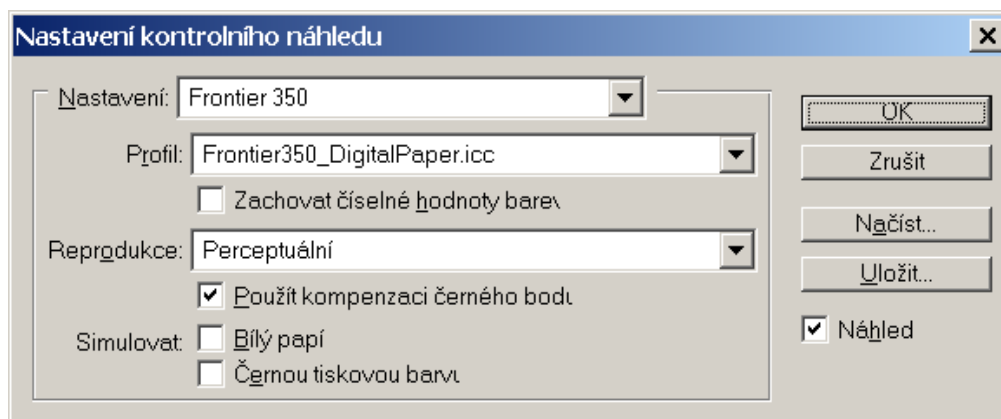 Nastavení kontrolního náhledu
Nastavení: Frontier 350
OK
Profil: Frontier350_DigitalPaper.icc
Zrušit
Zachovat číselné hodnoty barev
Načíst...
Reprodukce: Perceptuální
Uložit...
Použít kompenzaci černého bodu
Simulovat: Bílý papí
Náhled
Černou tiskovou barvu